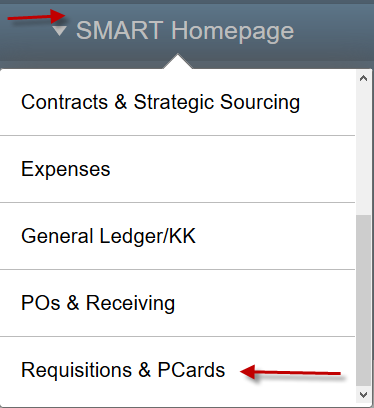 SMART Homepage
Contracts & Strategic Sourcing
Expenses
General Ledger/KK
POs & Receiving
Requisitions & PCards